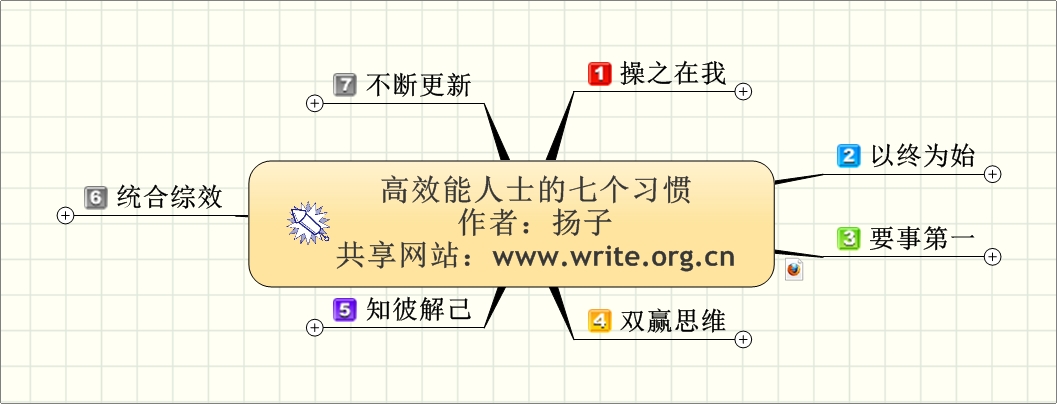 高效能人士的七个习惯
作者：扬子
共享网站：www.write.org.cn
1 操之在我
2 以终为始
3 要事第一
4 双赢思维
5 知彼解己
6 统合综效
7 不断更新